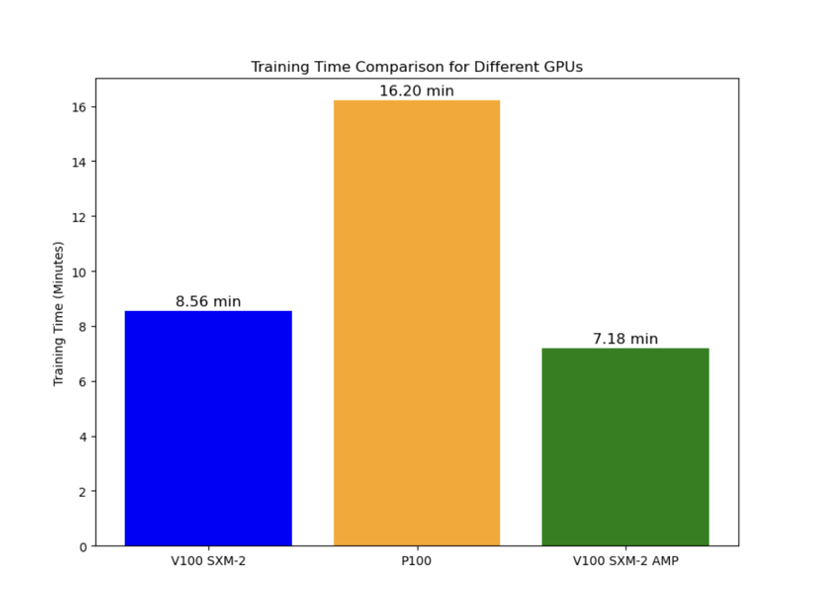 Training Time Comparison for Different GPUs
16.20 min
8.56 min
7.18 min
Training Time (Minutes)
16
14
12
10
8
6
4
2
0
V100 SXM-2
P100
V100 SXM-2 AMP